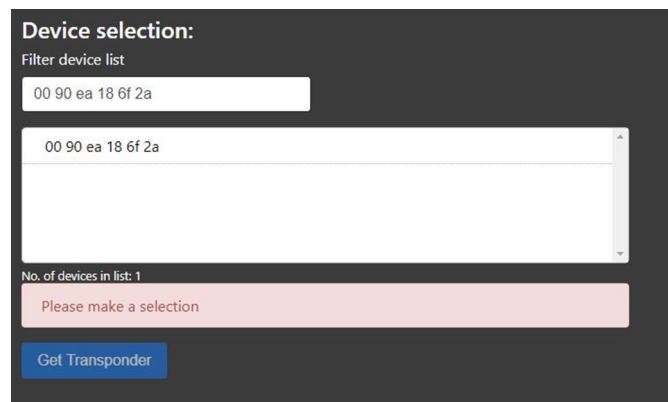 Device selection:
Filter device list
00 90 ea 18 6f 2a
00 90 ea 18 6f 2a
No. of devices in list: 1
Please make a selection
Get Transponder